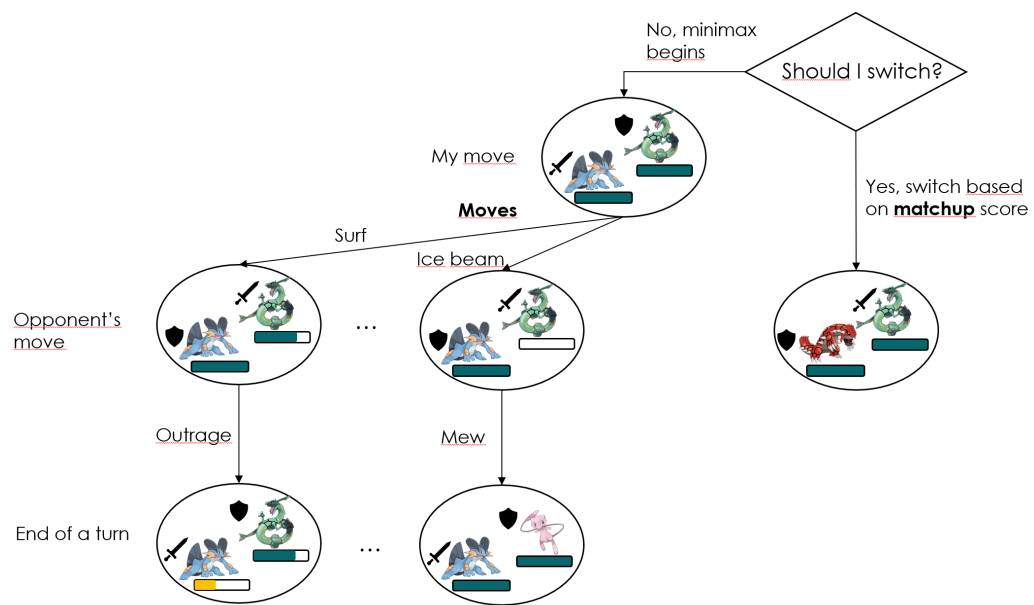 No, minimax
begins
Should I switch?
My move
Yes, switch based
on matchup score
Moves
Surf
Ice beam
Opponent's
move
...
Outrage
Mew
End of a turn
...